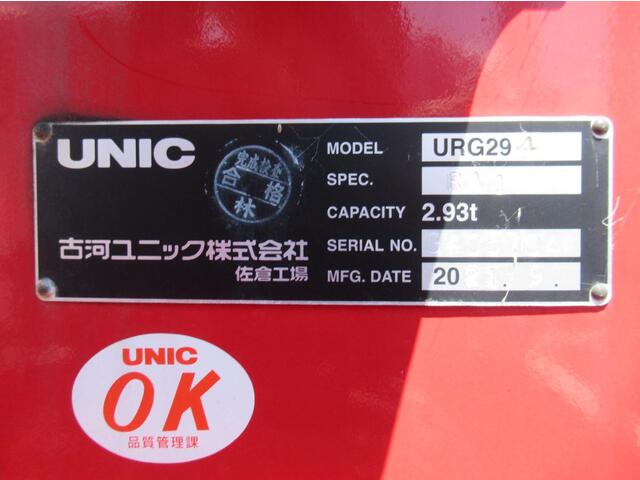 UNIC
完成検査
合格
林
古河ユニック株式会社
佐倉工場
MODEL URG294
SPEC.
CAPACITY 2.93t
SERIAL NO.
MFG. DATE 20
UNIC
OK
品質管理課